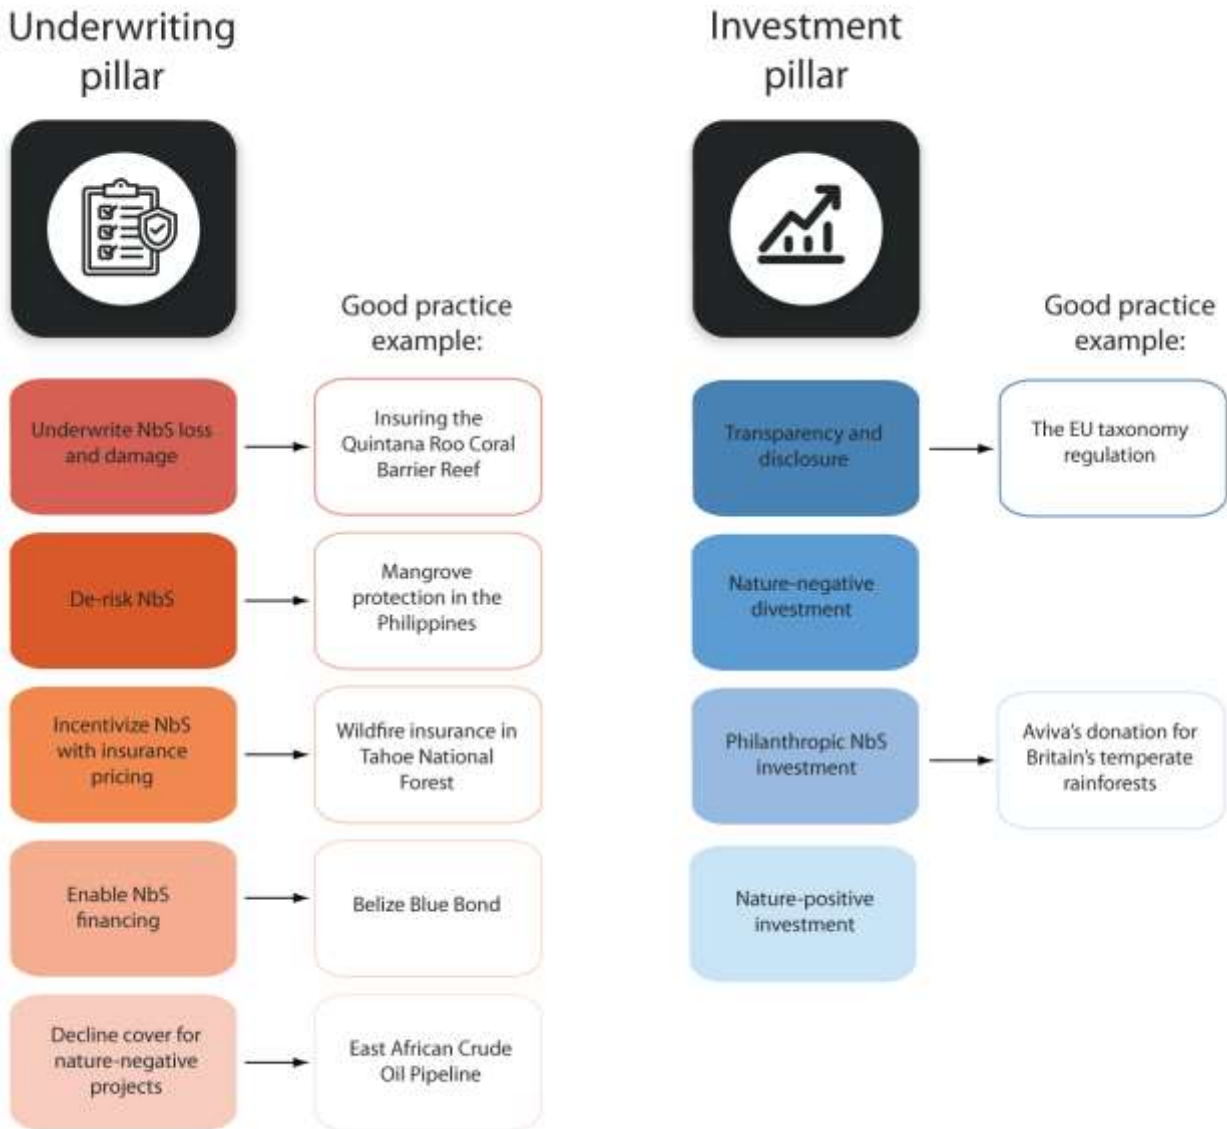 Underwriting
pillar
Good practice
example:
Underwrite NbS loss
and damage
Insuring the
Quintana Roo Coral
Barrier Reef
De-risk NbS
Mangrove
protection in the
Philippines
Incentivize NbS
with insurance
pricing
Wildfire insurance in
Tahoe National
Forest
Enable NbS
financing
Belize Blue Bond
Decline cover for
nature-negative
projects
East African Crude
Oil Pipeline
Investment
pillar
Good practice
example:
Transparency and
disclosure
The EU taxonomy
regulation
Nature-negative
divestment
Philanthropic NbS
investment
Aviva's donation for
Britain's temperate
rainforests
Nature-positive
investment